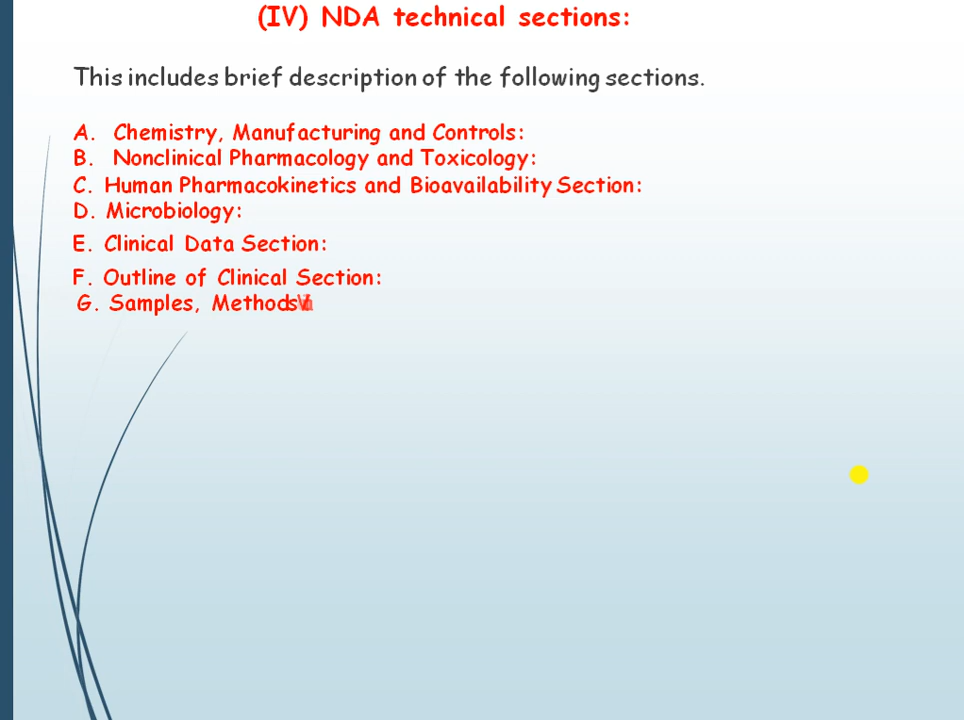 (IV) NDA technical sections:
This includes brief description of the following sections.
A. Chemistry, Manufacturing and Controls:
B. Nonclinical Pharmacology and Toxicology:
C. Human Pharmacokinetics and Bioavailability Section:
D. Microbiology:
E. Clinical Data Section:
F. Outline of Clinical Section:
G. Samples, Methods